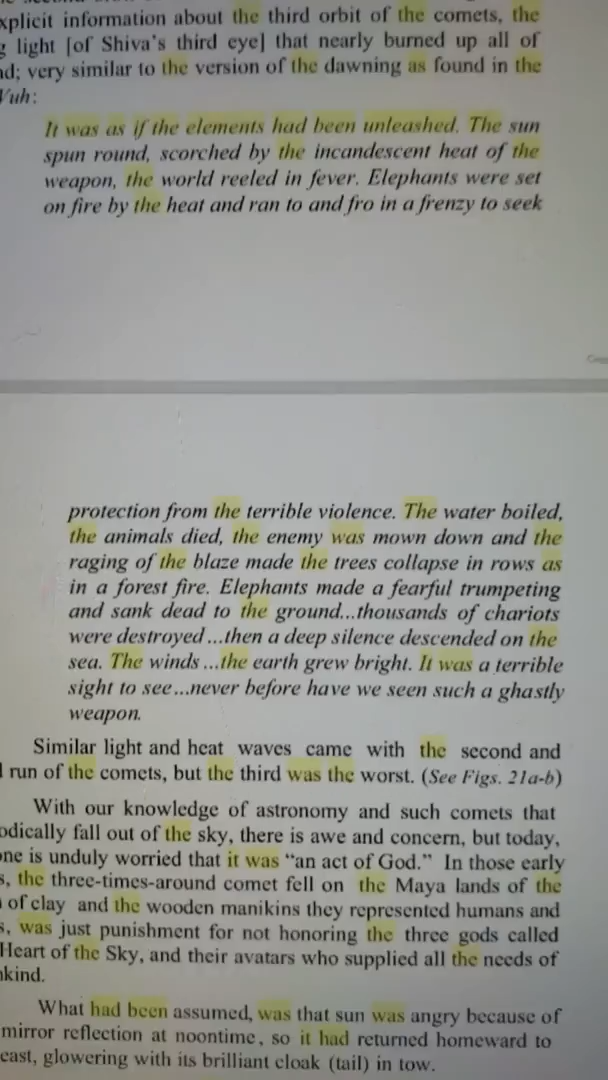 explicit information about the third orbit of the comets, the
light [of Shiva's third eye] that nearly burned up all of
very similar to the version of the dawning as found in the
Vuh:
It was as if the elements had been unleashed. The sun
spun round, scorched by the incandescent heat of the
weapon, the world reeled in fever. Elephants were set
on fire by the heat and ran to and fro in a frenzy to seek
protection from the terrible violence. The water boiled,
the animals died, the enemy was mown down and the
raging of the blaze made the trees collapse in rows as
in a forest fire. Elephants made a fearful trumpeting
and sank dead to the ground...thousands of chariots
were destroyed...then a deep silence descended on the
sea. The winds...the earth grew bright. It was a terrible
sight to see...never before have we seen such a ghastly
weapon.
Similar light and heat waves came with the second and
run of the comets, but the third was the worst. (See Figs. 21a-b)
With our knowledge of astronomy and such comets that
odically fall out of the sky, there is awe and concern, but today,
one is unduly worried that it was "an act of God." In those early
s, the three-times-around comet fell on the Maya lands of the
of clay and the wooden manikins they represented humans and
s, was just punishment for not honoring the three gods called
Heart of the Sky, and their avatars who supplied all the needs of
nkind.
What had been assumed, was that sun was angry because of
mirror reflection at noontime, so it had returned homeward to
east, glowering with its brilliant cloak (tail) in tow.